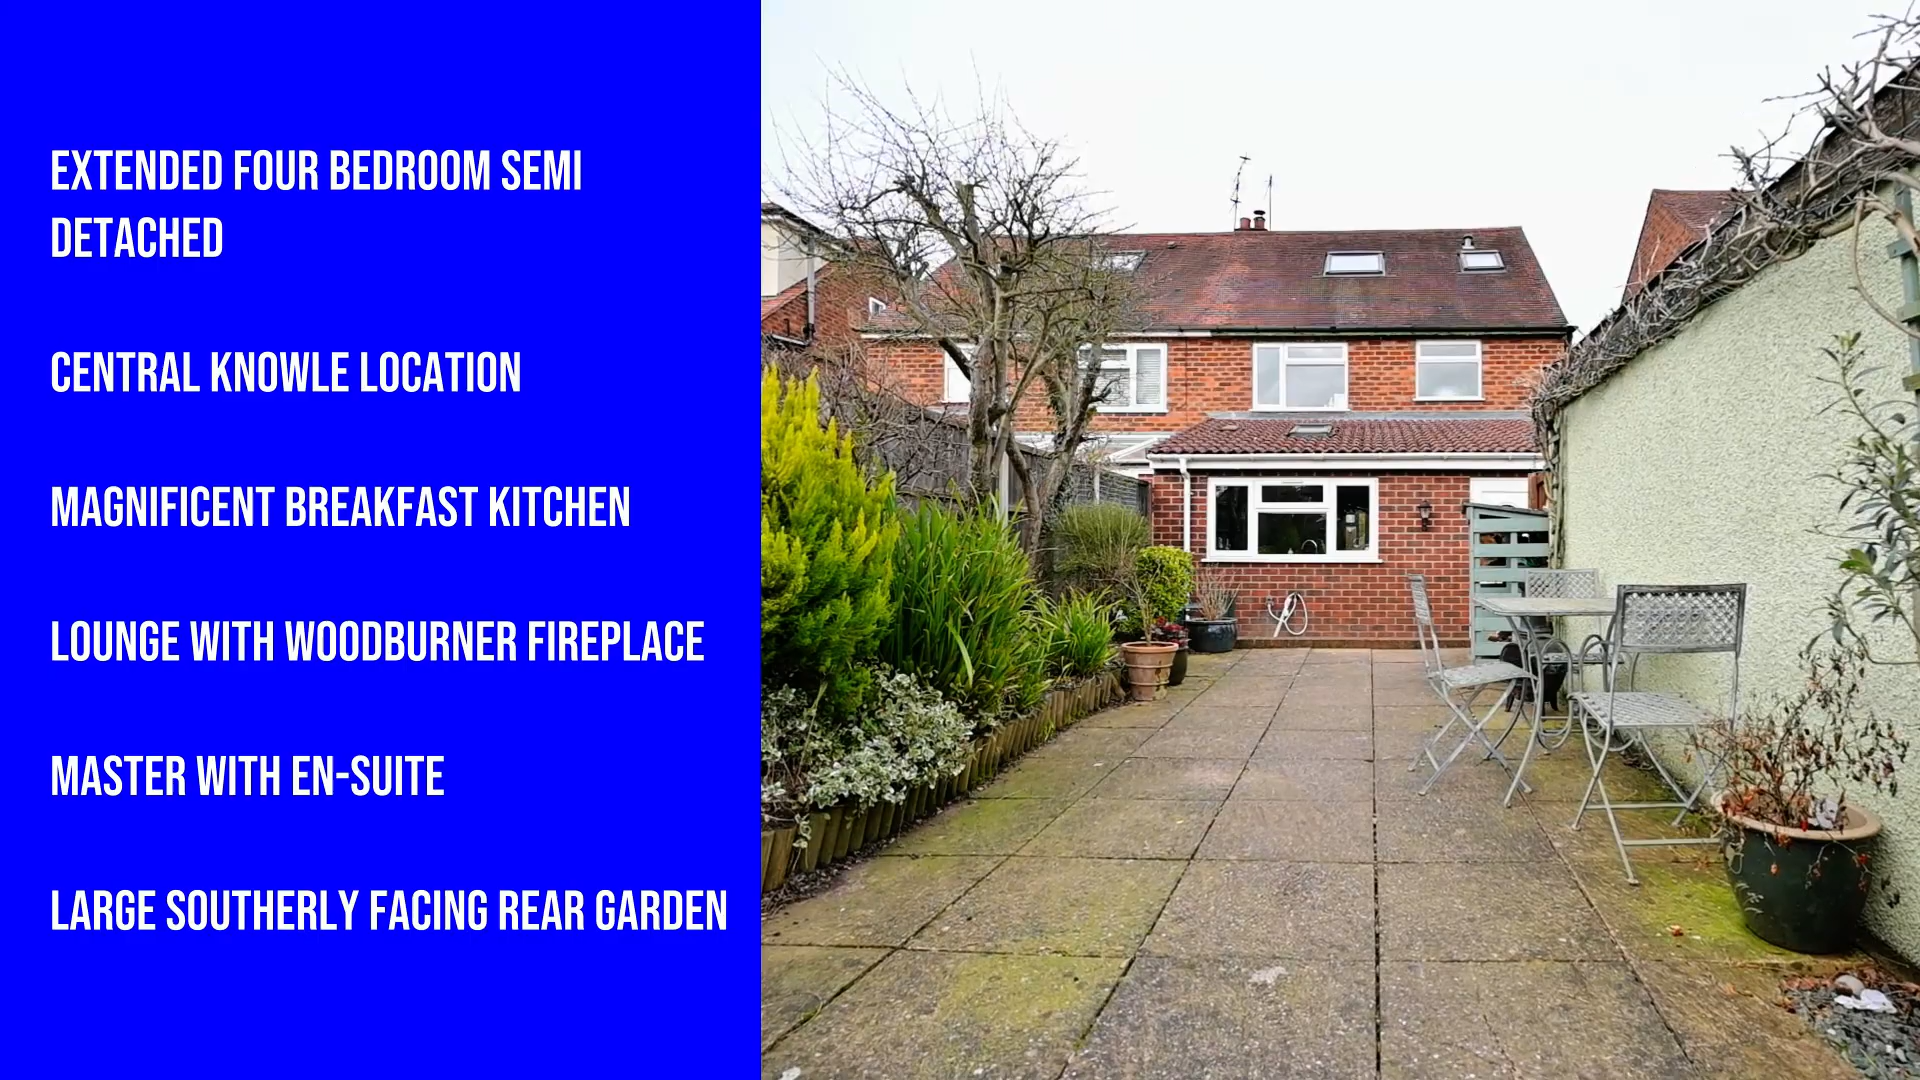 EXTENDED FOUR BEDROOM SEMI
DETACHED
CENTRAL KNOWLE LOCATION
MAGNIFICENT BREAKFAST KITCHEN
LOUNGE WITH WOODBURNER FIREPLACE
MASTER WITH EN-SUITE
LARGE SOUTHERLY FACING REAR GARDEN